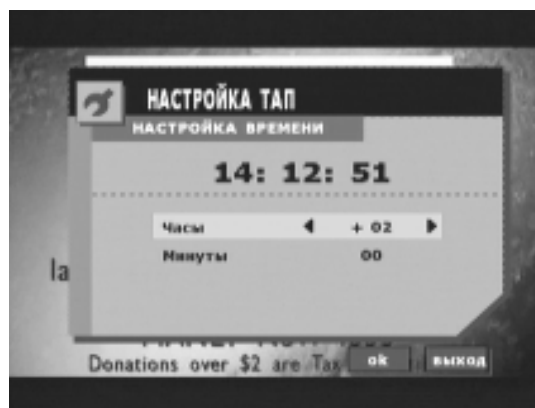 НАСТРОЙКА ТАП
НАСТРОЙКА ВРЕМЕНИ
14: 12: 51
Часы + 02
Минуты 00
la
Donations over $2 are Tax
ok выход